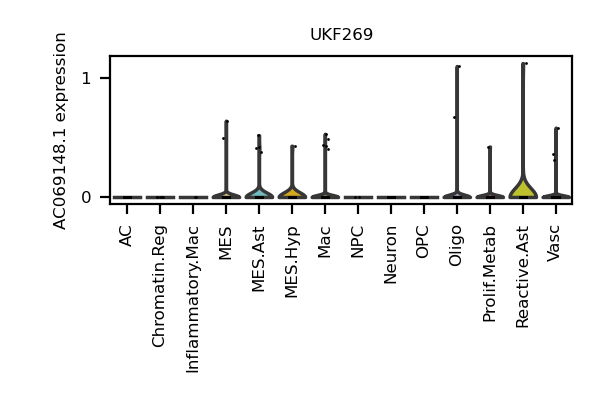 UKF269
AC069148.1 expression
1
0
AC
Chromatin.Reg
Inflammatory.Mac
MES
MES.Ast
MES.Hyp
Mac
NPC
Neuron
OPC
Oligo
Prolif.Metab
Reactive.Ast
Vasc